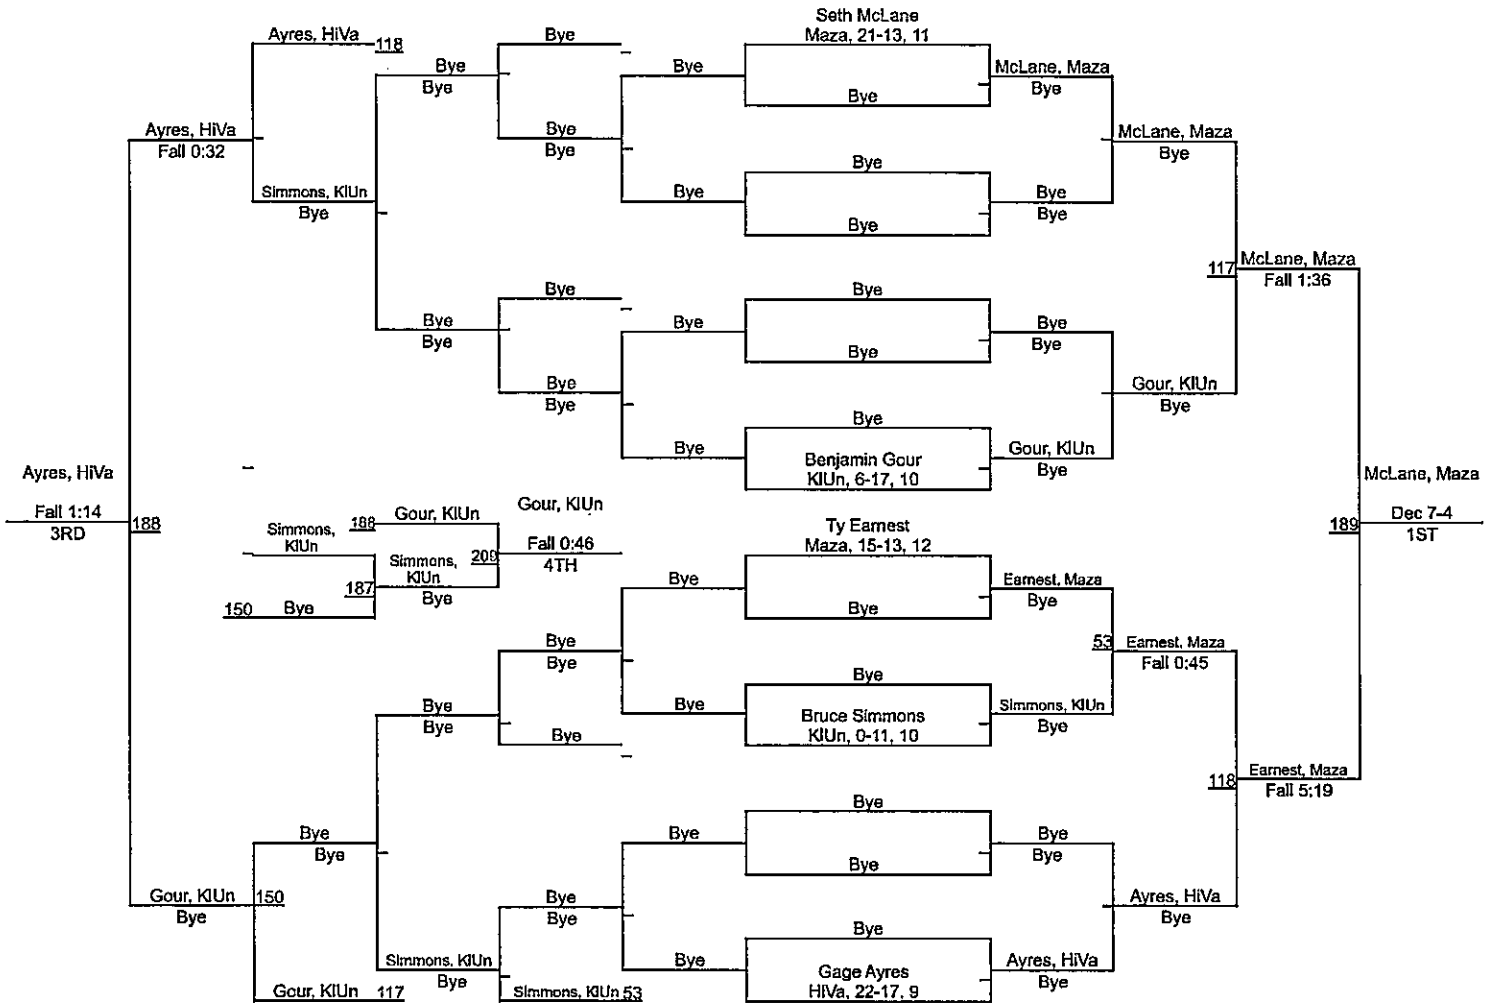 Seth McLane
Maza, 21-13, 11
Ayres, HiVa
118
Bye
Bye
Bye
Bye
McLane, Maza
Bye
Bye
Ayres, HiVa
Fall 0:32
Bye
Bye
McLane, Maza
Bye
Simmons, KlUn
Bye
Bye
Bye
Bye
Bye
Bye
117
McLane, Maza
Fall 1:36
Bye
Bye
Bye
Bye
Bye
Bye
Bye
Bye
Bye
Bye
Gour, KlUn
Bye
Bye
Bye
Benjamin Gour
KlUn, 6-17, 10
Gour, KlUn
Bye
Ayres, HiVa
Fall 1:14
3RD
188
McLane, Maza
Dec 7-4
1ST
189
188
Gour, KlUn
Gour, KlUn
Fall 0:46
4TH
209
Simmons,
KlUn
Simmons,
KlUn
Bye
187
150
Bye
Ty Earnest
Maza, 15-13, 12
Bye
Bye
Earnest, Maza
Bye
53
Earnest, Maza
Fall 0:45
Bye
Bye
Bye
Bye
Bye
Bye
Bye
Bruce Simmons
KlUn, 0-11, 10
Simmons, KlUn
Bye
Bye
118
Earnest, Maza
Fall 5:19
Bye
Bye
Bye
Bye
Bye
Bye
Bye
Gour, KlUn
Bye
150
Bye
Bye
Ayres, HiVa
Bye
Simmons, KlUn
Bye
Bye
Bye
Gage Ayres
HiVa, 22-17, 9
Ayres, HiVa
Bye
Gour, KlUn
117
Simmons, KlUn
53